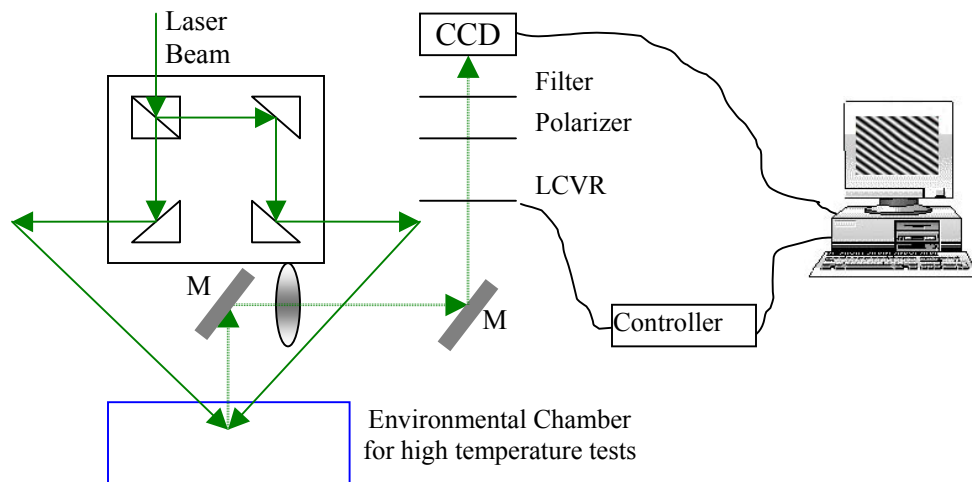 Laser
Beam
CCD
Filter
Polarizer
LCVR
M
M
Controller
Environmental Chamber
for high temperature tests